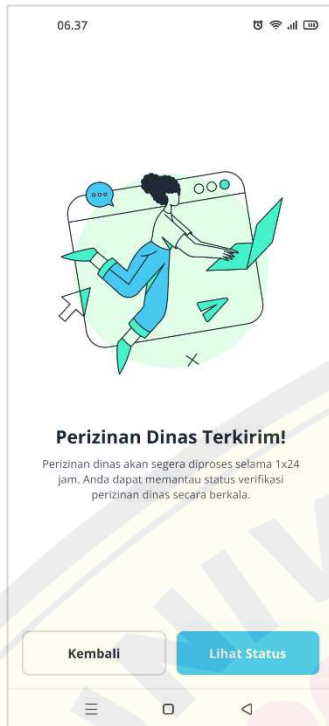 06.37
Perizinan Dinas Terkirim!
Perizinan dinas akan segera diproses selama 1x24
jam. Anda dapat memantau status verifikasi
perizinan dinas secara berkala.
Kembali
Lihat Status